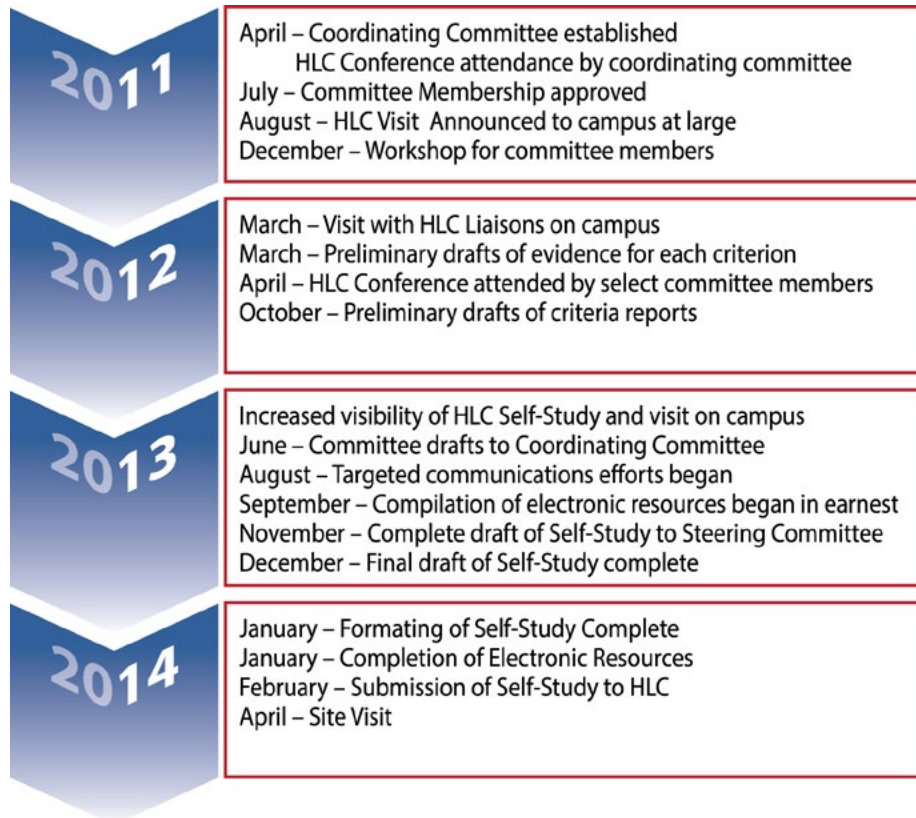 2011
April – Coordinating Committee established
HLC Conference attendance by coordinating committee
July – Committee Membership approved
August – HLC Visit Announced to campus at large
December – Workshop for committee members
2012
March – Visit with HLC Liaisons on campus
March – Preliminary drafts of evidence for each criterion
April – HLC Conference attended by select committee members
October – Preliminary drafts of criteria reports
2013
Increased visibility of HLC Self-Study and visit on campus
June – Committee drafts to Coordinating Committee
August – Targeted communications efforts began
September – Compilation of electronic resources began in earnest
November – Complete draft of Self-Study to Steering Committee
December – Final draft of Self-Study complete
2014
January – Formating of Self-Study Complete
January – Completion of Electronic Resources
February – Submission of Self-Study to HLC
April – Site Visit